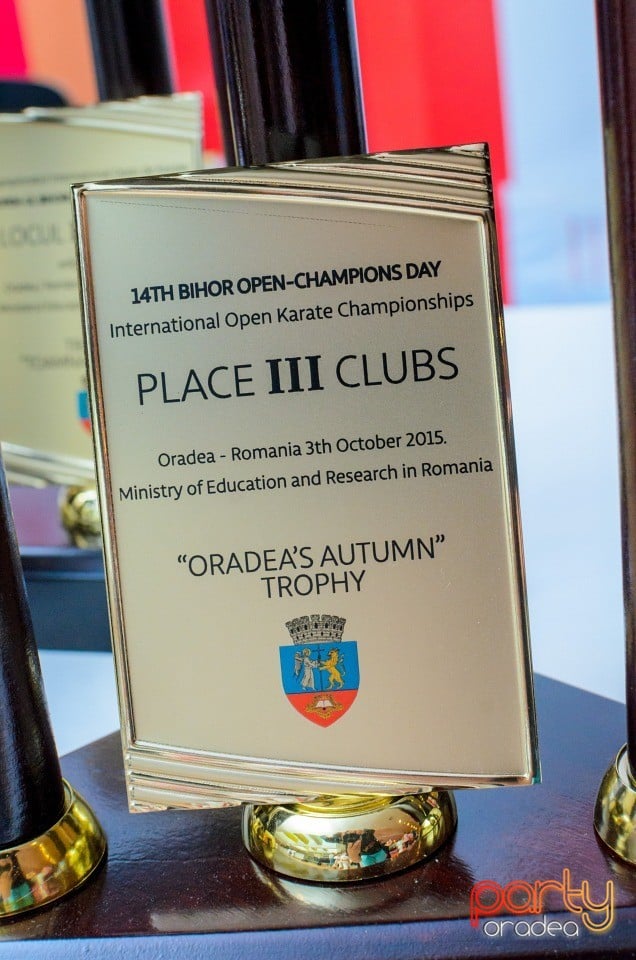 14TH BIHOR OPEN-CHAMPIONS DAY
International Open Karate Championships
PLACE III CLUBS
Oradea - Romania 3th October 2015.
Ministry of Education and Research in Romania
“ORADEA’S AUTUMN”
TROPHY
LOCUL
party
oradea